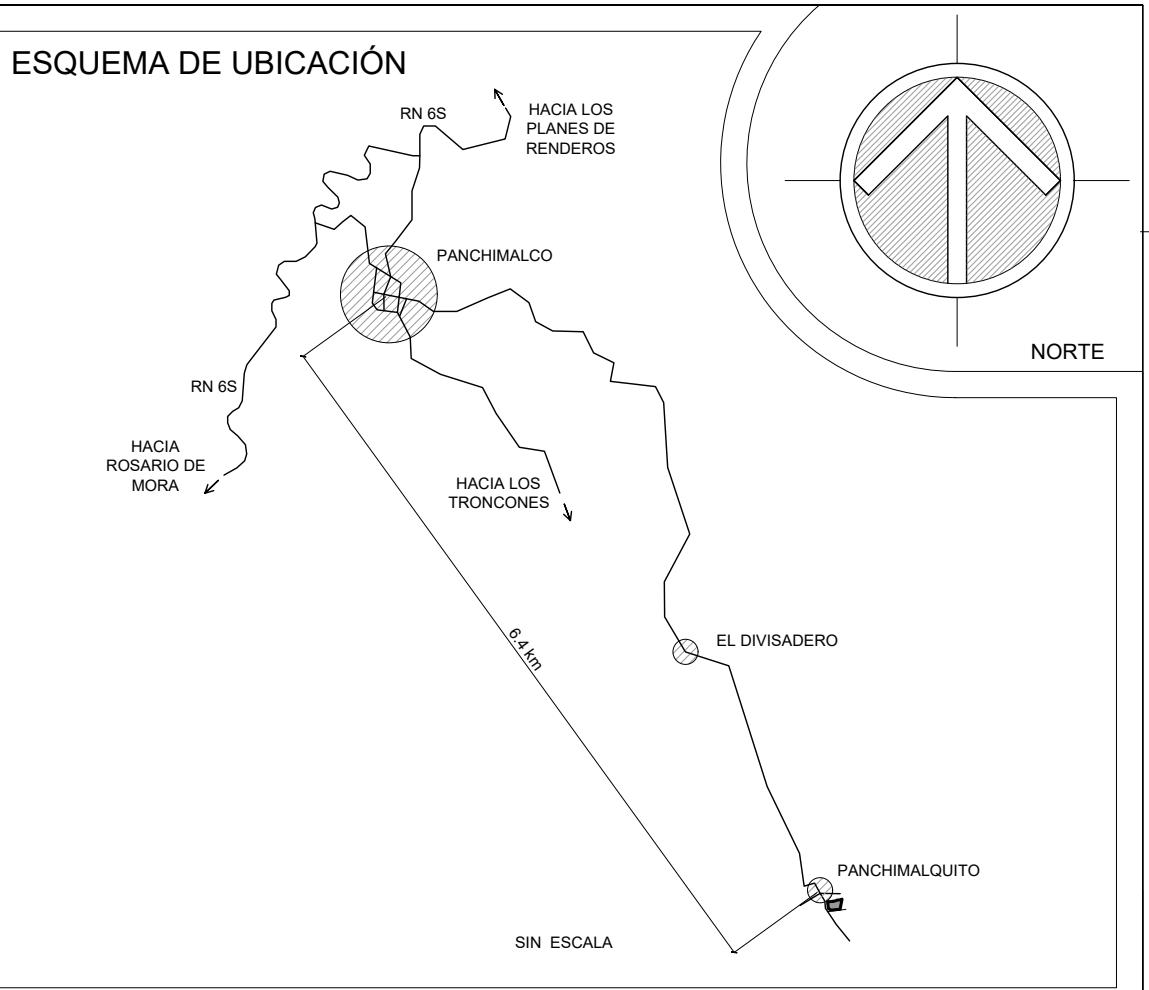 ESQUEMA DE UBICACIÓN
RN 6S
HACIA LOS
PLANES DE
RENDEROS
PANCHIMALCO
NORTE
RN 6S
HACIA
ROSARIO DE
MORA
HACIA LOS
TRONCONES
6.4 km
EL DIVISADERO
PANCHIMALQUITO
SIN ESCALA